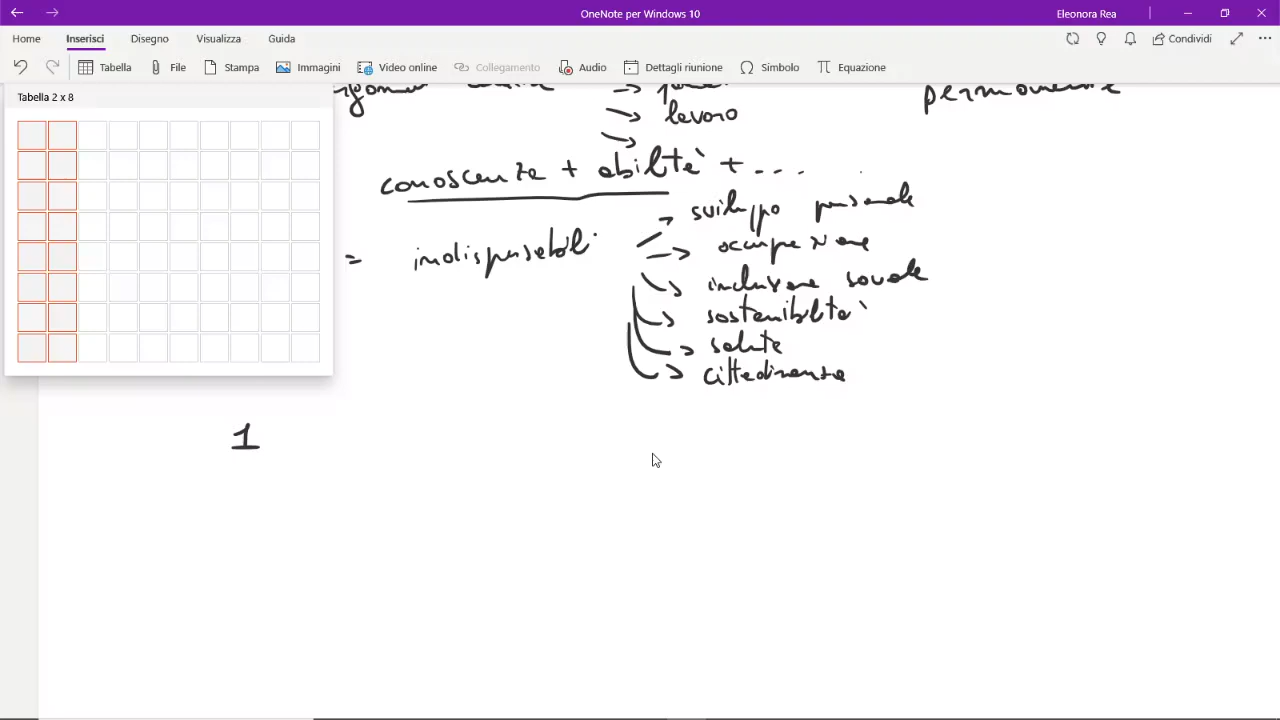 OneNote per Windows 10
Eleonora Rea
Home Inserisci Disegno Visualizza Guida
Condividi
Tabella File Stampa Immagini Video online Collegamento Audio Dettagli riunione Simbolo Equazione
Tabella 2 x 8
permanente
lavoro
conoscenze + abilità + ...
sviluppo personale
= indispensabili
occupazione
inclusione sociale
sostenibilità
salute
cittadinanza
1